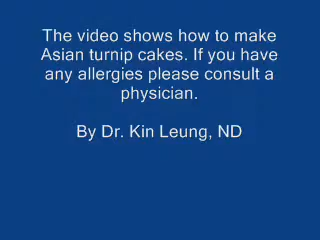 The video shows how to make
Asian turnip cakes. If you have
any allergies please consult a
physician.
By Dr. Kin Leung, ND